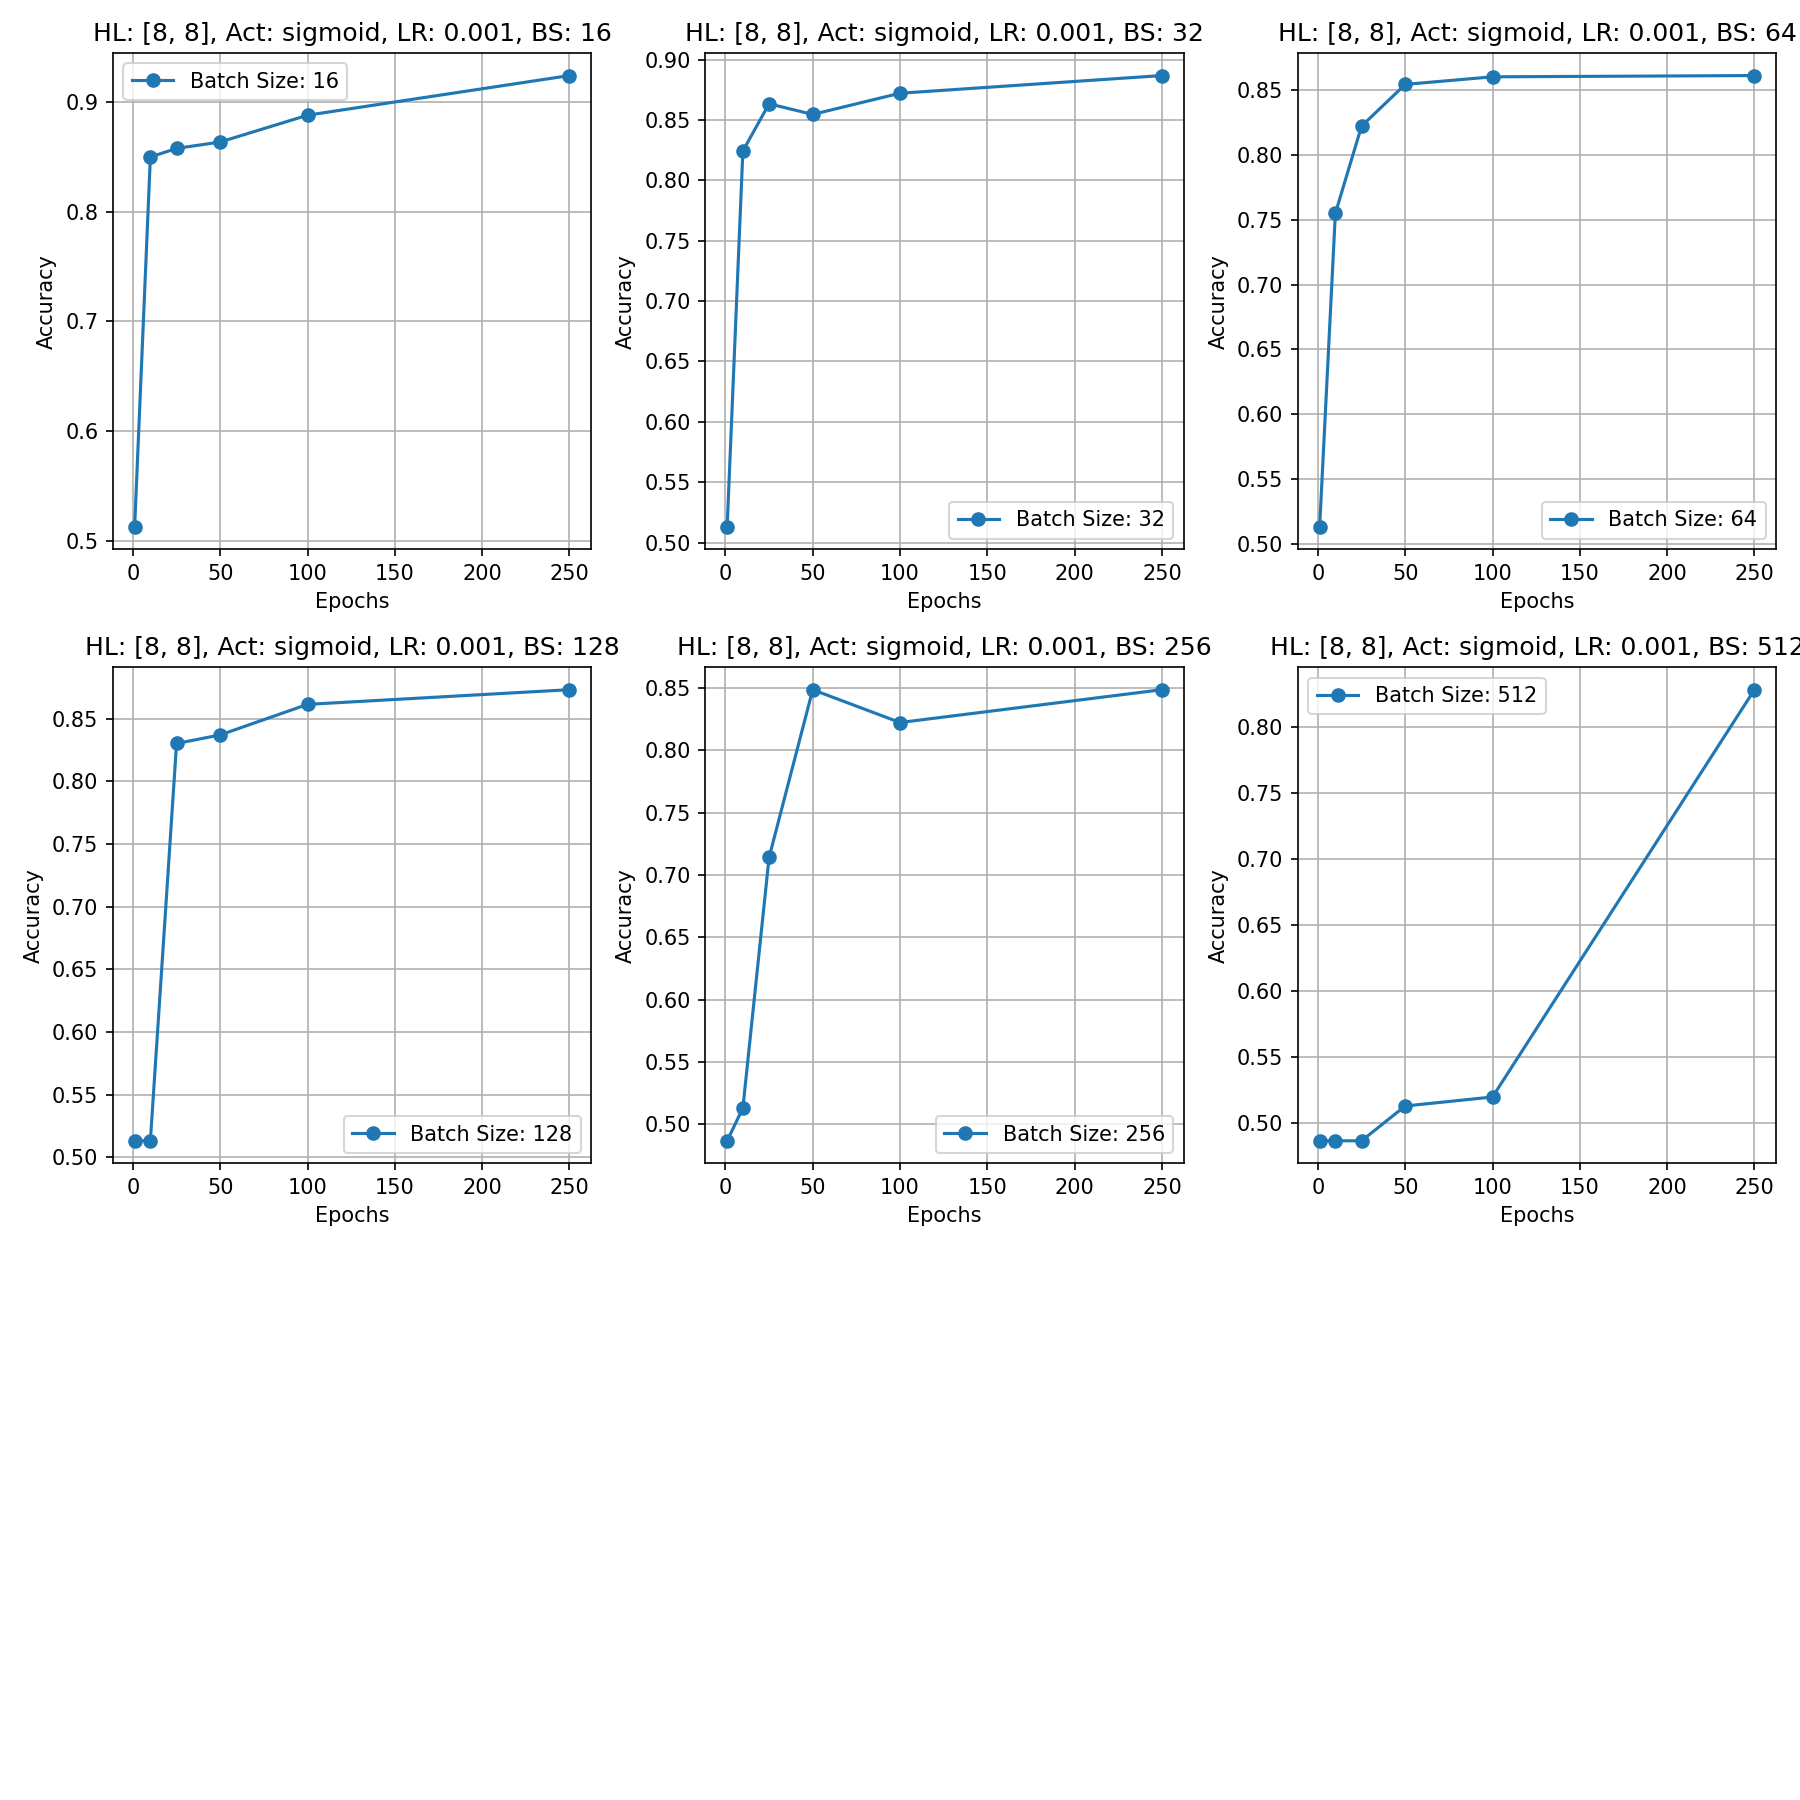 HL: [8, 8], Act: sigmoid, LR: 0.001, BS: 16
Batch Size: 16
0.9
0.8
0.7
0.6
0.5
Accuracy
0 50 100 150 200 250
Epochs
HL: [8, 8], Act: sigmoid, LR: 0.001, BS: 32
0.90
0.85
0.80
0.75
0.70
0.65
0.60
0.55
0.50
Accuracy
Batch Size: 32
0 50 100 150 200 250
Epochs
HL: [8, 8], Act: sigmoid, LR: 0.001, BS: 64
0.85
0.80
0.75
0.70
0.65
0.60
0.55
0.50
Accuracy
Batch Size: 64
0 50 100 150 200 250
Epochs
HL: [8, 8], Act: sigmoid, LR: 0.001, BS: 128
0.85
0.80
0.75
0.70
0.65
0.60
0.55
0.50
Accuracy
Batch Size: 128
0 50 100 150 200 250
Epochs
HL: [8, 8], Act: sigmoid, LR: 0.001, BS: 256
0.85
0.80
0.75
0.70
0.65
0.60
0.55
0.50
Accuracy
Batch Size: 256
0 50 100 150 200 250
Epochs
HL: [8, 8], Act: sigmoid, LR: 0.001, BS: 512
Batch Size: 512
0.80
0.75
0.70
0.65
0.60
0.55
0.50
Accuracy
0 50 100 150 200 250
Epochs